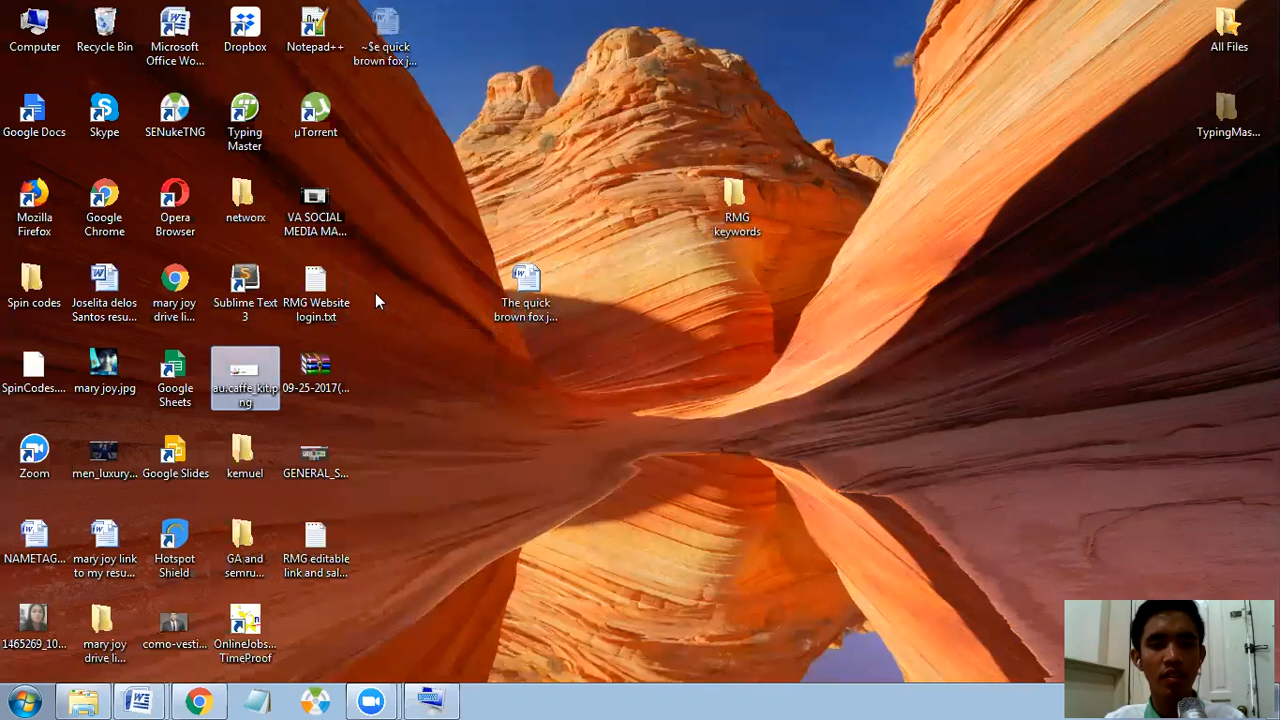 Computer
Recycle Bin
Microsoft
Office Wo...
Dropbox
Notepad++
~$e quick
brown fox j...
All Files
Google Docs
Skype
SENukeTNG
Typing
Master
µTorrent
TypingMas...
Mozilla
Firefox
Google
Chrome
Opera
Browser
networx
VA SOCIAL
MEDIA MA...
RMG
keywords
Spin codes
Joselita delos
Santos resu...
mary joy
drive li...
Sublime Text
3
RMG Website
login.txt
The quick
brown fox j...
SpinCodes....
mary joy.jpg
Google
Sheets
au.caffe_kit.p
ng
09-25-2017(...
Zoom
men_luxury...
Google Slides
kemuel
GENERAL_S...
NAMETAG...
mary joy link
to my resu...
Hotspot
Shield
GA and
semru...
RMG editable
link and sal...
1465269_10...
mary joy
drive li...
como-vesti...
OnlineJobs...
TimeProof